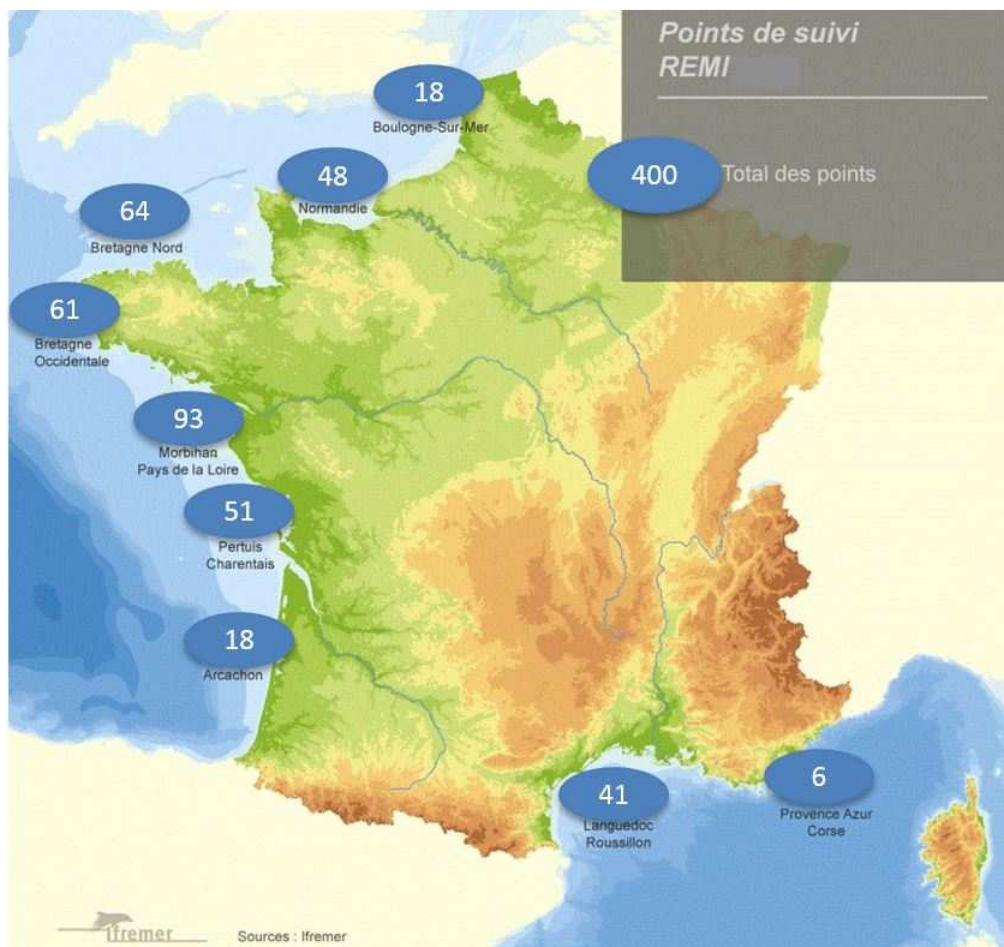 Points de suivi
REMI
18
Boulogne-Sur-Mer
48
Normandie
400
Total des points
64
Bretagne Nord
61
Bretagne
Occidentale
93
Morbihan
Pays de la Loire
51
Pertuis
Charentais
18
Arcachon
41
Languedoc
Roussillon
6
Provence Azur
Corse
Ifremer
Sources : Ifremer